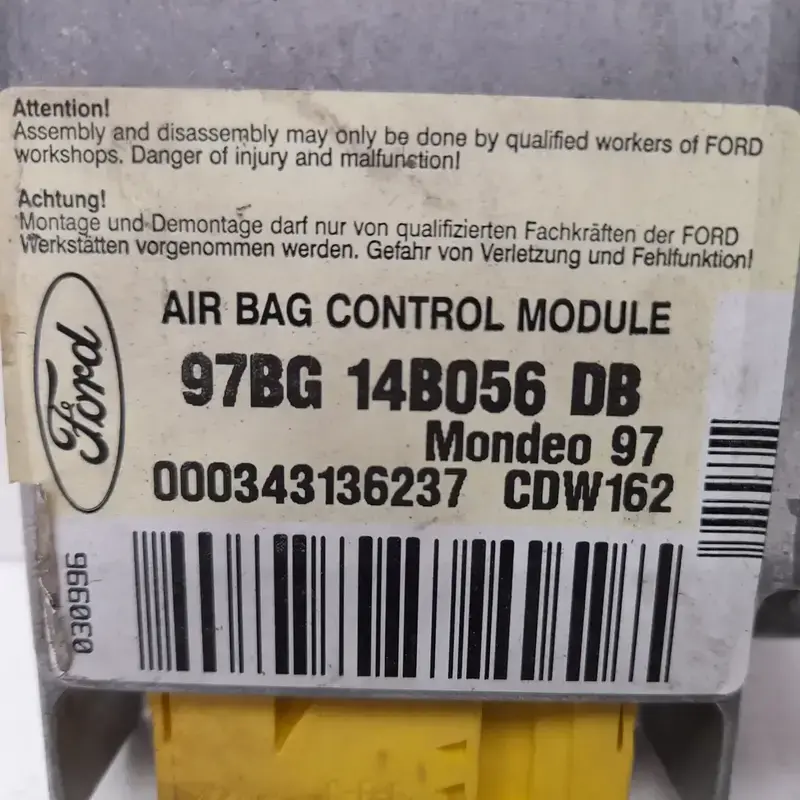 Attention!
Assembly and disassembly may only be done by qualified workers of FORD
workshops. Danger of injury and malfunction!
Achtung!
Montage und Demontage darf nur von qualifizierten Fachkräften der FORD
Werkstätten vorgenommen werden. Gefahr von Verletzung und Fehlfunktion!
Ford
AIR BAG CONTROL MODULE
97BG 14B056 DB
Mondeo 97
000343136237 CDW162
030996